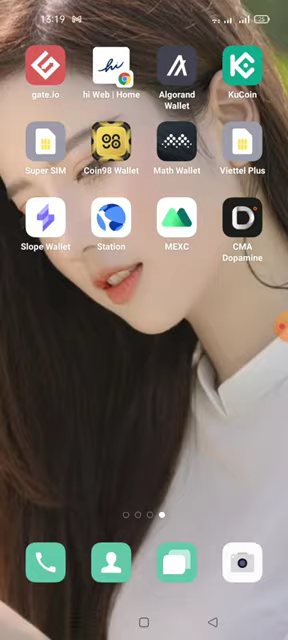 13:19
gate.io
hi Web | Home
Algorand
Wallet
KuCoin
Super SIM
Coin98 Wallet
Math Wallet
Viettel Plus
Slope Wallet
Station
MEXC
CMA
Dopamine